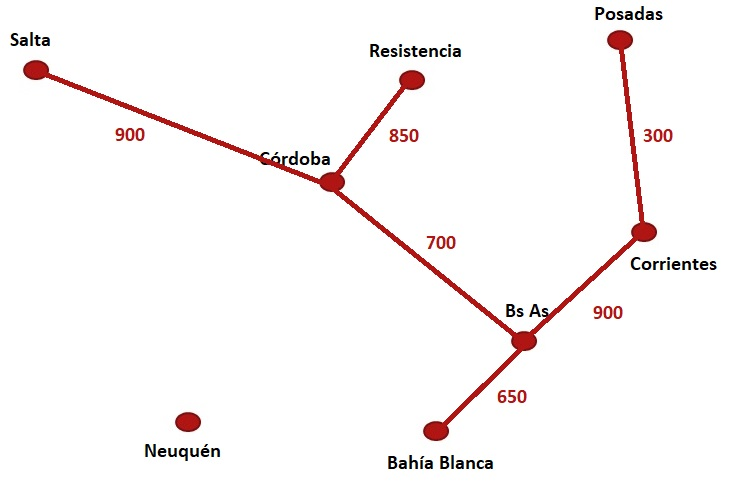 Posadas
Salta
Resistencia
900
850
300
Córdoba
700
Corrientes
Bs As
900
650
Neuquén
Bahía Blanca